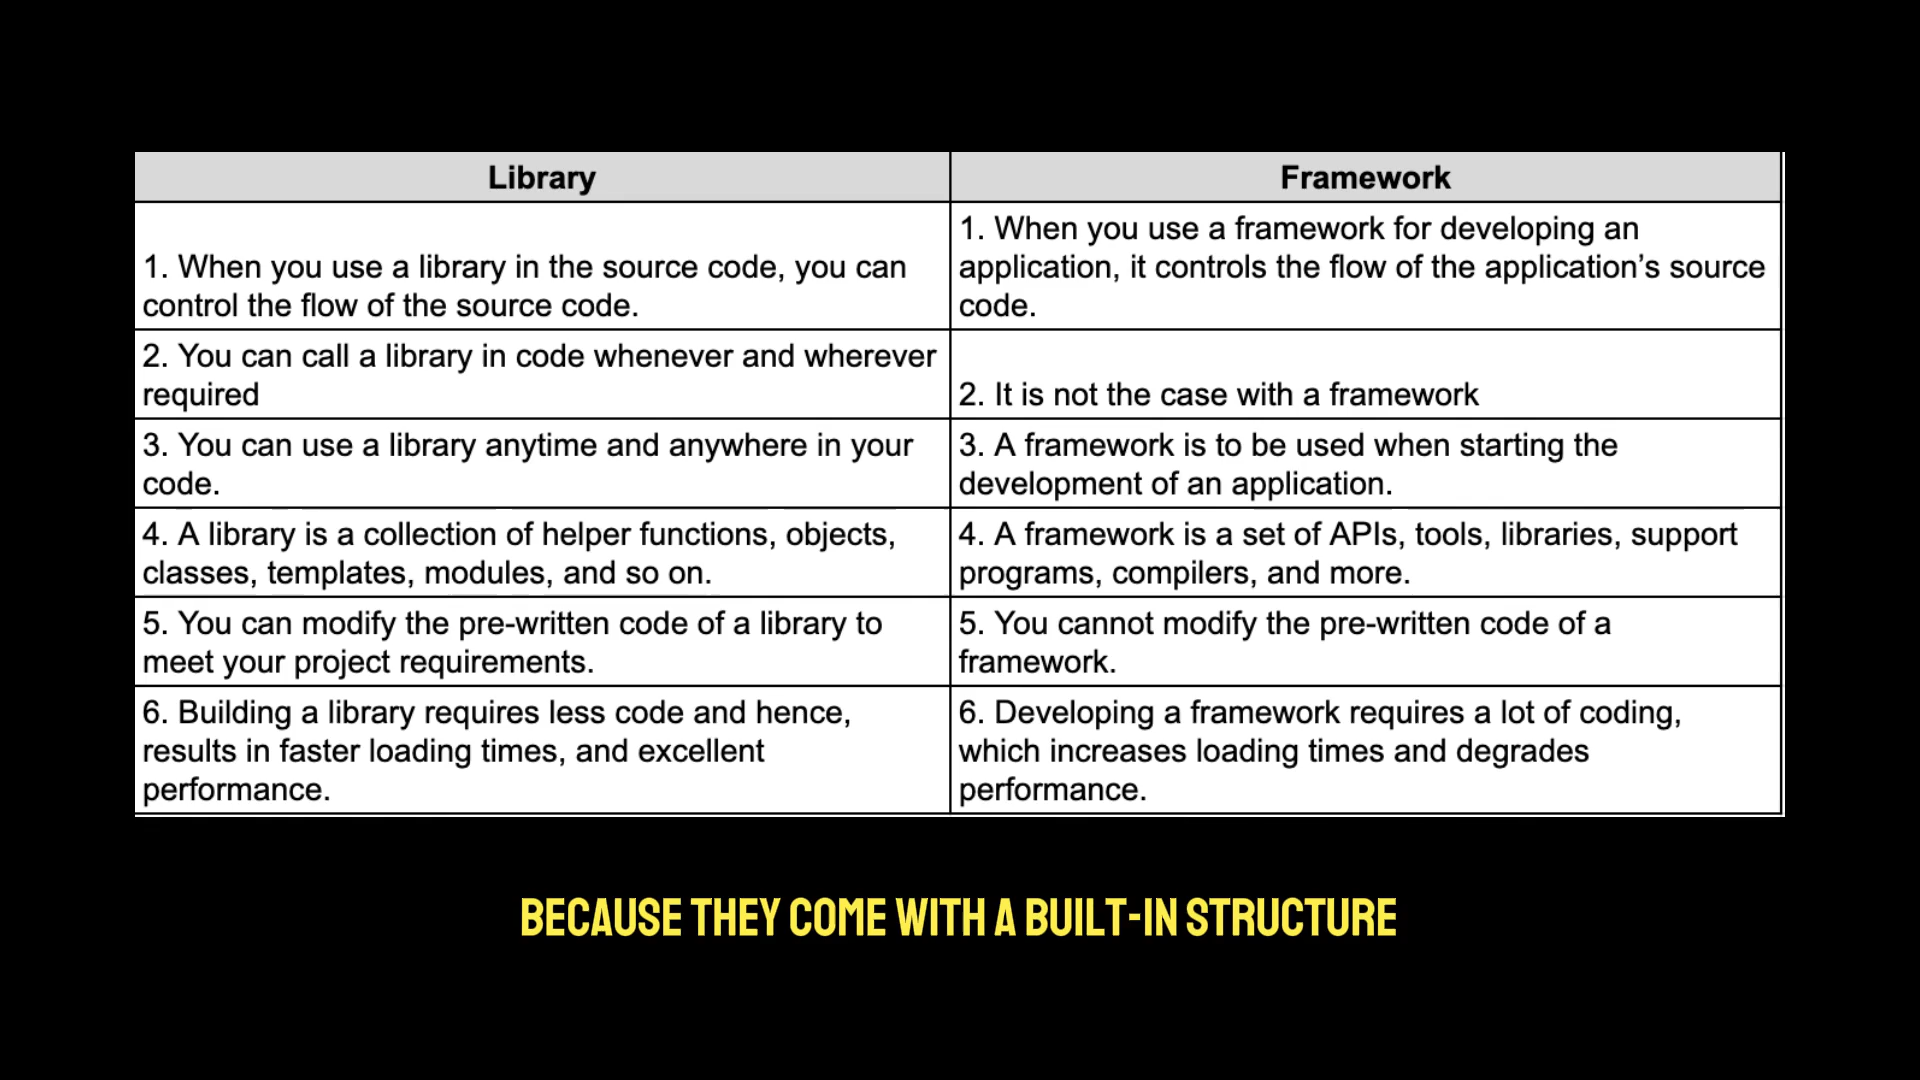 Library
Framework
1. When you use a library in the source code, you can
control the flow of the source code.
1. When you use a framework for developing an
application, it controls the flow of the application’s source
code.
2. You can call a library in code whenever and wherever
required
2. It is not the case with a framework
3. You can use a library anytime and anywhere in your
code.
3. A framework is to be used when starting the
development of an application.
4. A library is a collection of helper functions, objects,
classes, templates, modules, and so on.
4. A framework is a set of APIs, tools, libraries, support
programs, compilers, and more.
5. You can modify the pre-written code of a library to
meet your project requirements.
5. You cannot modify the pre-written code of a
framework.
6. Building a library requires less code and hence,
results in faster loading times, and excellent
performance.
6. Developing a framework requires a lot of coding,
which increases loading times and degrades
performance.
BECAUSE THEY COME WITH A BUILT-IN STRUCTURE